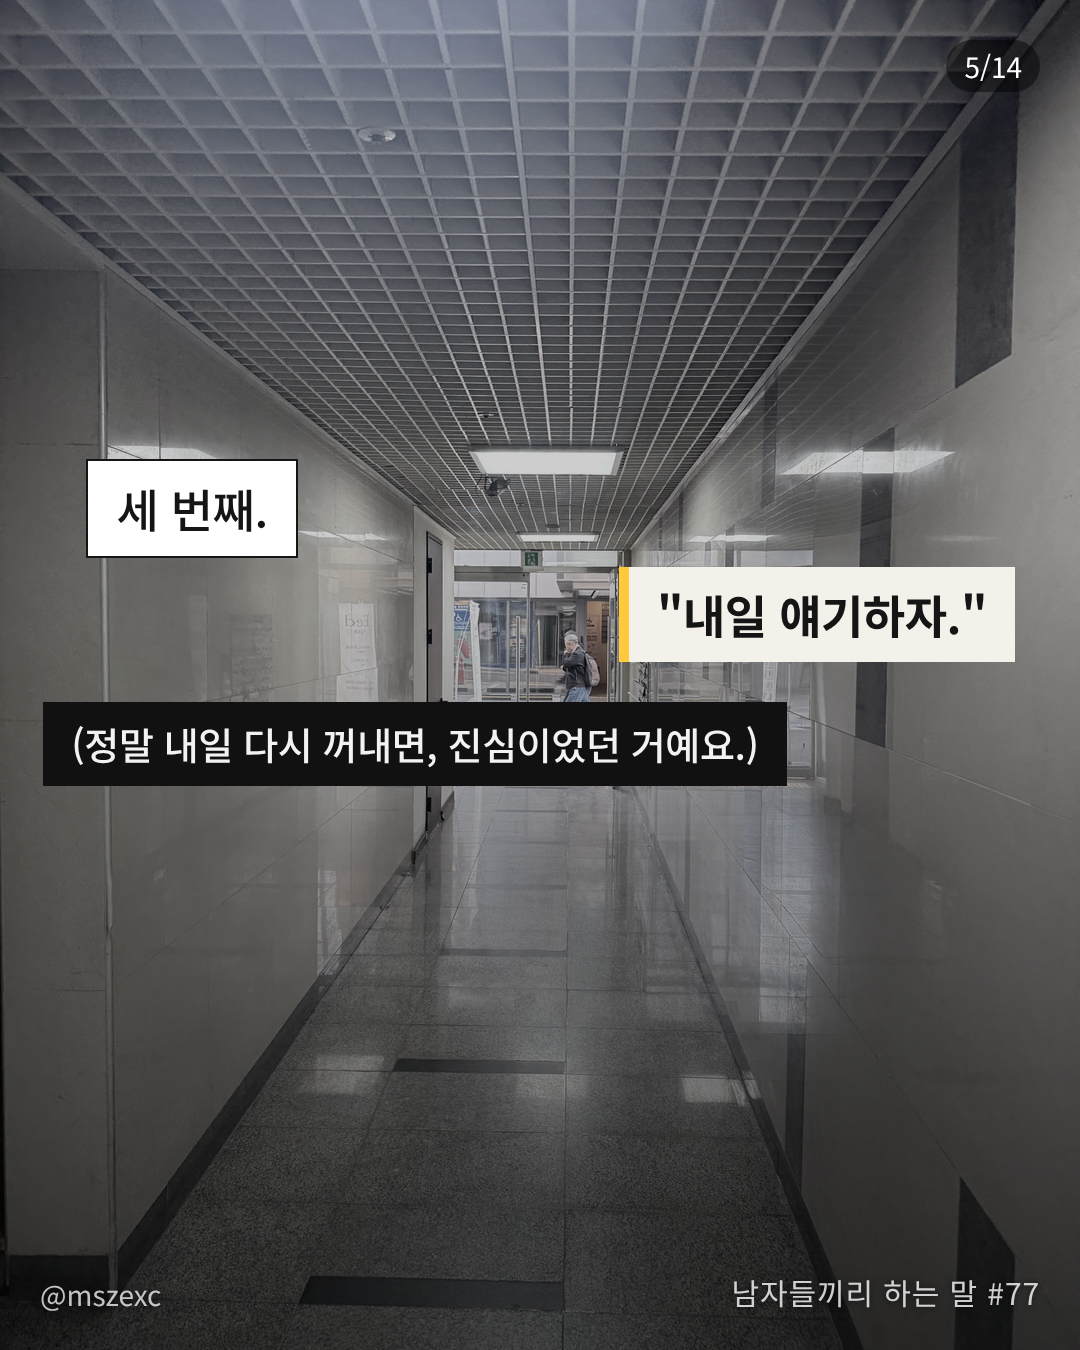 5/14
세 번째.
"내일 얘기하자."
(정말 내일 다시 꺼내면, 진심이었던 거예요.)
@mszexc
남자들끼리 하는 말 #77